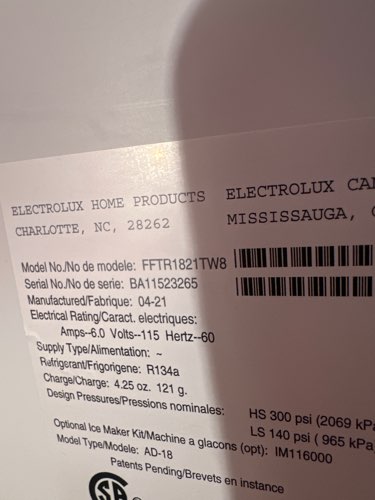 ELECTROLUX HOME PRODUCTS ELECTROLUX
CHARLOTTE, NC, 28262 MISSISSAUGA,
Model No./No de modele: FFTR1821TW8
Serial No./No de serie: BA11523265
Manufactured/Fabrique: 04-21
Electrical Rating/Caract. electriques:
Amps--6.0 Volts--115 Hertz--60
Supply Type/Alimentation: ~
Refrigerant/Frigorigene: R134a
Charge/Charge: 4.25 oz. 121 g.
Design Pressures/Pressions nominales: HS 300 psi (2069 kPa
LS 140 psi ( 965 kPa
Optional Ice Maker Kit/Machine a glacons (opt): IM116000
Model Type/Modele: AD-18
Patents Pending/Brevets en instance